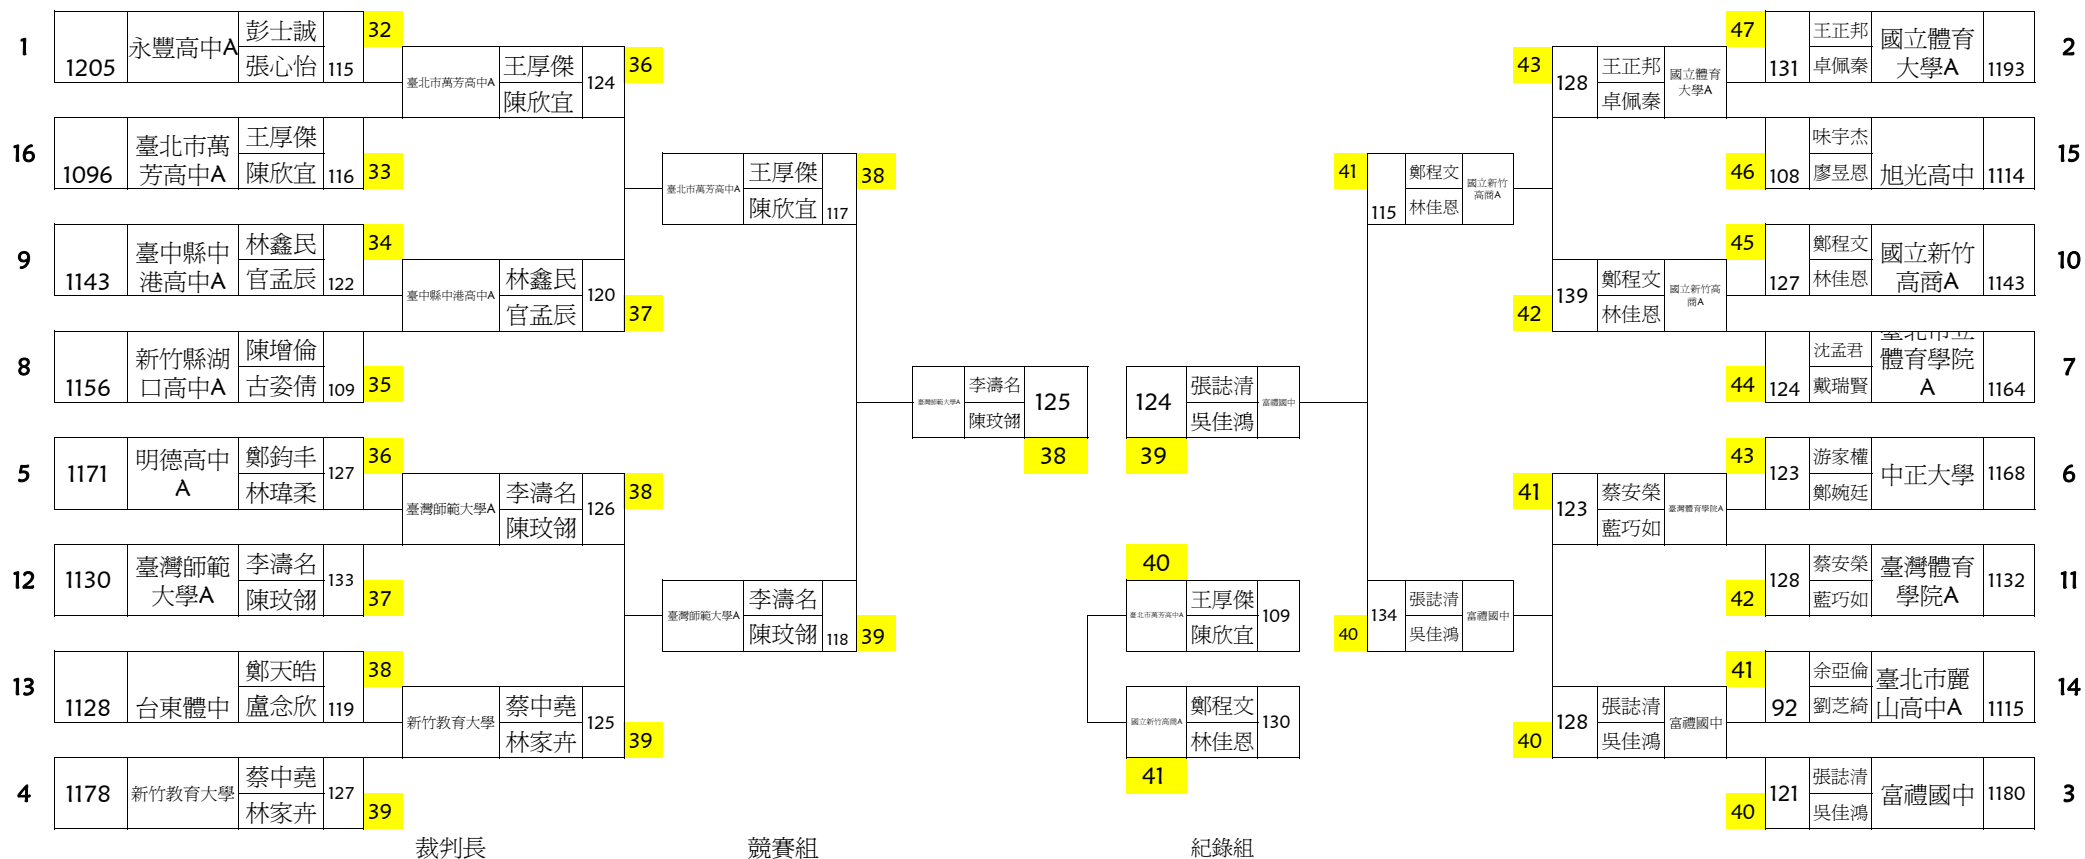 1
1205
永豐高中A
彭士誠
張心怡
115
32
16
1096
臺北市萬
芳高中A
王厚傑
陳欣宜
116
33
9
1143
臺中縣中
港高中A
林鑫民
官孟辰
122
34
8
1156
新竹縣湖
口高中A
陳增倫
古姿倩
109
35
5
1171
明德高中
A
鄭鈞丰
林瑋柔
127
36
12
1130
臺灣師範
大學A
李濤名
陳玟翎
133
37
13
1128
台東體中
鄭天皓
盧念欣
119
38
4
1178
新竹教育大學
蔡中堯
林家卉
127
39
臺北市萬芳高中A
王厚傑
陳欣宜
124
36
臺中縣中港高中A
林鑫民
官孟辰
120
37
臺灣師範大學A
李濤名
陳玟翎
126
38
新竹教育大學
蔡中堯
林家卉
125
39
臺北市萬芳高中A
王厚傑
陳欣宜
117
38
臺灣師範大學A
李濤名
陳玟翎
118
39
臺灣師範大學A
李濤名
陳玟翎
125
38
124
張誌清
吳佳鴻
富禮國中
39
40
臺北市萬芳高中A
王厚傑
陳欣宜
109
國立新竹高商A
鄭程文
林佳恩
130
41
41
115
鄭程文
林佳恩
國立新竹
高商A
40
134
張誌清
吳佳鴻
富禮國中
43
128
王正邦
卓佩秦
國立體育
大學A
42
139
鄭程文
林佳恩
國立新竹高
商A
41
123
蔡安榮
藍巧如
臺灣體育學院A
40
128
張誌清
吳佳鴻
富禮國中
47
131
王正邦
卓佩秦
國立體育
大學A
1193
2
46
108
味宇杰
廖昱恩
旭光高中
1114
15
45
127
鄭程文
林佳恩
國立新竹
高商A
1143
10
44
124
沈孟君
戴瑞賢
臺北市立
體育學院
A
1164
7
43
123
游家權
鄭婉廷
中正大學
1168
6
42
128
蔡安榮
藍巧如
臺灣體育
學院A
1132
11
41
92
余亞倫
劉芝綺
臺北市麗
山高中A
1115
14
40
121
張誌清
吳佳鴻
富禮國中
1180
3
裁判長
競賽組
紀錄組